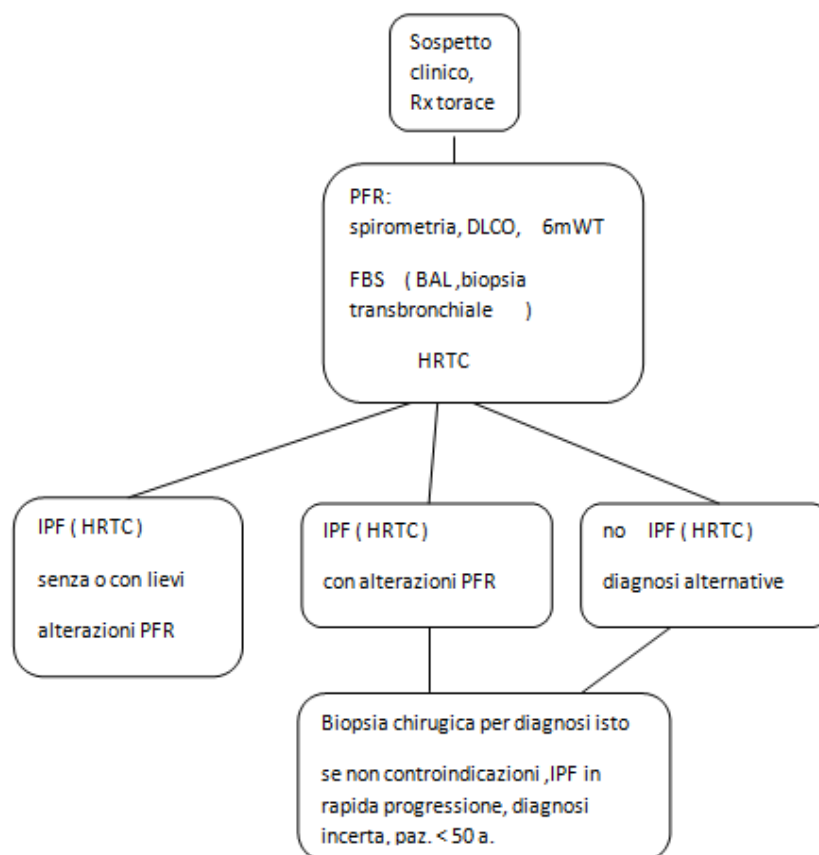 Sospetto
clinico,
Rx torace
PFR:
spirometria, DLCO, 6mWT
FBS ( BAL ,biopsia
transbronchiale )
HRTC
IPF ( HRTC )
senza o con lievi
alterazioni PFR
IPF ( HRTC )
con alterazioni PFR
no IPF ( HRTC )
diagnosi alternative
Biopsia chirugica per diagnosi isto
se non controindicazioni ,IPF in
rapida progressione, diagnosi
incerta, paz. < 50 a.